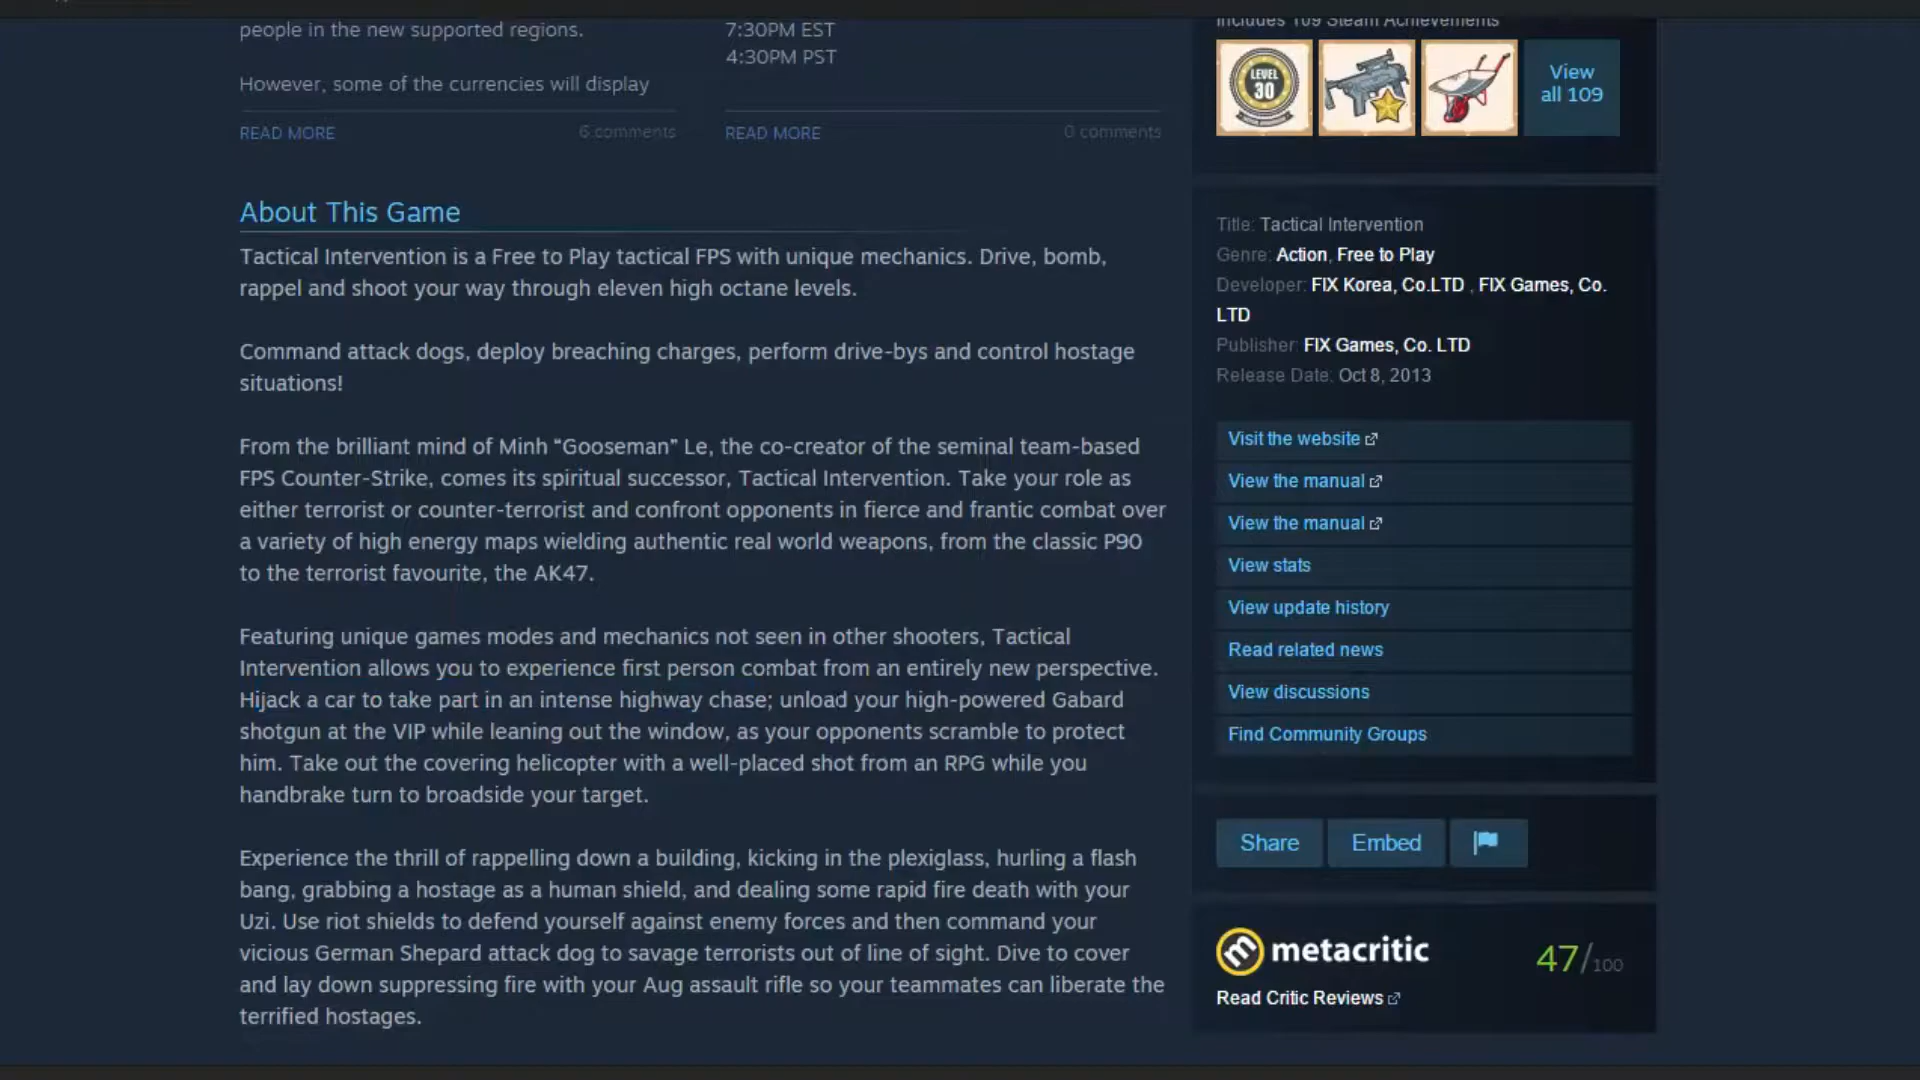 people in the new supported regions.
However, some of the currencies will display
READ MORE
6 comments
7:30PM EST
4:30PM PST
READ MORE
0 comments
About This Game
Tactical Intervention is a Free to Play tactical FPS with unique mechanics. Drive, bomb,
rappel and shoot your way through eleven high octane levels.
Command attack dogs, deploy breaching charges, perform drive-bys and control hostage
situations!
From the brilliant mind of Minh “Gooseman” Le, the co-creator of the seminal team-based
FPS Counter-Strike, comes its spiritual successor, Tactical Intervention. Take your role as
either terrorist or counter-terrorist and confront opponents in fierce and frantic combat over
a variety of high energy maps wielding authentic real world weapons, from the classic P90
to the terrorist favourite, the AK47.
Featuring unique games modes and mechanics not seen in other shooters, Tactical
Intervention allows you to experience first person combat from an entirely new perspective.
Hijack a car to take part in an intense highway chase; unload your high-powered Gabard
shotgun at the VIP while leaning out the window, as your opponents scramble to protect
him. Take out the covering helicopter with a well-placed shot from an RPG while you
handbrake turn to broadside your target.
Experience the thrill of rappelling down a building, kicking in the plexiglass, hurling a flash
bang, grabbing a hostage as a human shield, and dealing some rapid fire death with your
Uzi. Use riot shields to defend yourself against enemy forces and then command your
vicious German Shepard attack dog to savage terrorists out of line of sight. Dive to cover
and lay down suppressing fire with your Aug assault rifle so your teammates can liberate the
terrified hostages.
Includes 109 Steam Achievements
LEVEL
30
View
all 109
Title: Tactical Intervention
Genre: Action, Free to Play
Developer: FIX Korea, Co.LTD , FIX Games, Co.
LTD
Publisher: FIX Games, Co. LTD
Release Date: Oct 8, 2013
Visit the website
View the manual
View the manual
View stats
View update history
Read related news
View discussions
Find Community Groups
Share
Embed
m metacritic
47/100
Read Critic Reviews